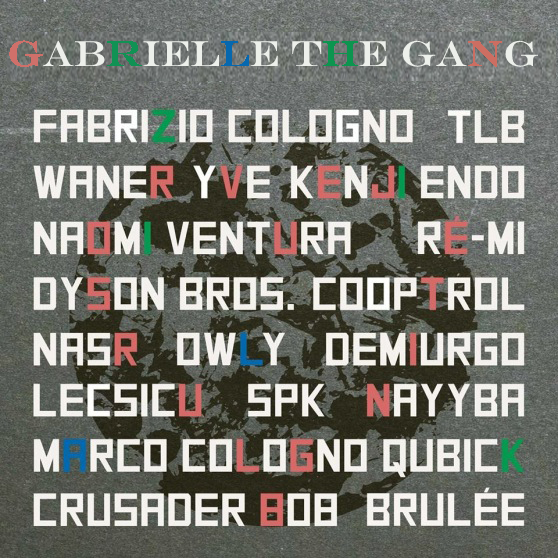 GABRIELLE THE GANG
FABRIZIO COLOGNO TLB
WANER YVE KENJI ENDO
NAOMI VENTURA RÉ-MI
DYSON BROS. COOPTROL
NASR OWLY DEMIURGO
LECSICU SPK NAYYBA
MARCO COLOGNO QUBICK
CRUSADER BOB BRULÉE